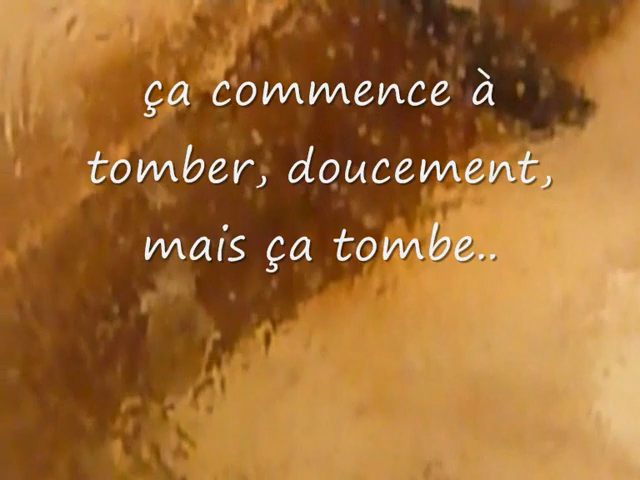 ça commence à
tomber, doucement,
mais ça tombe..